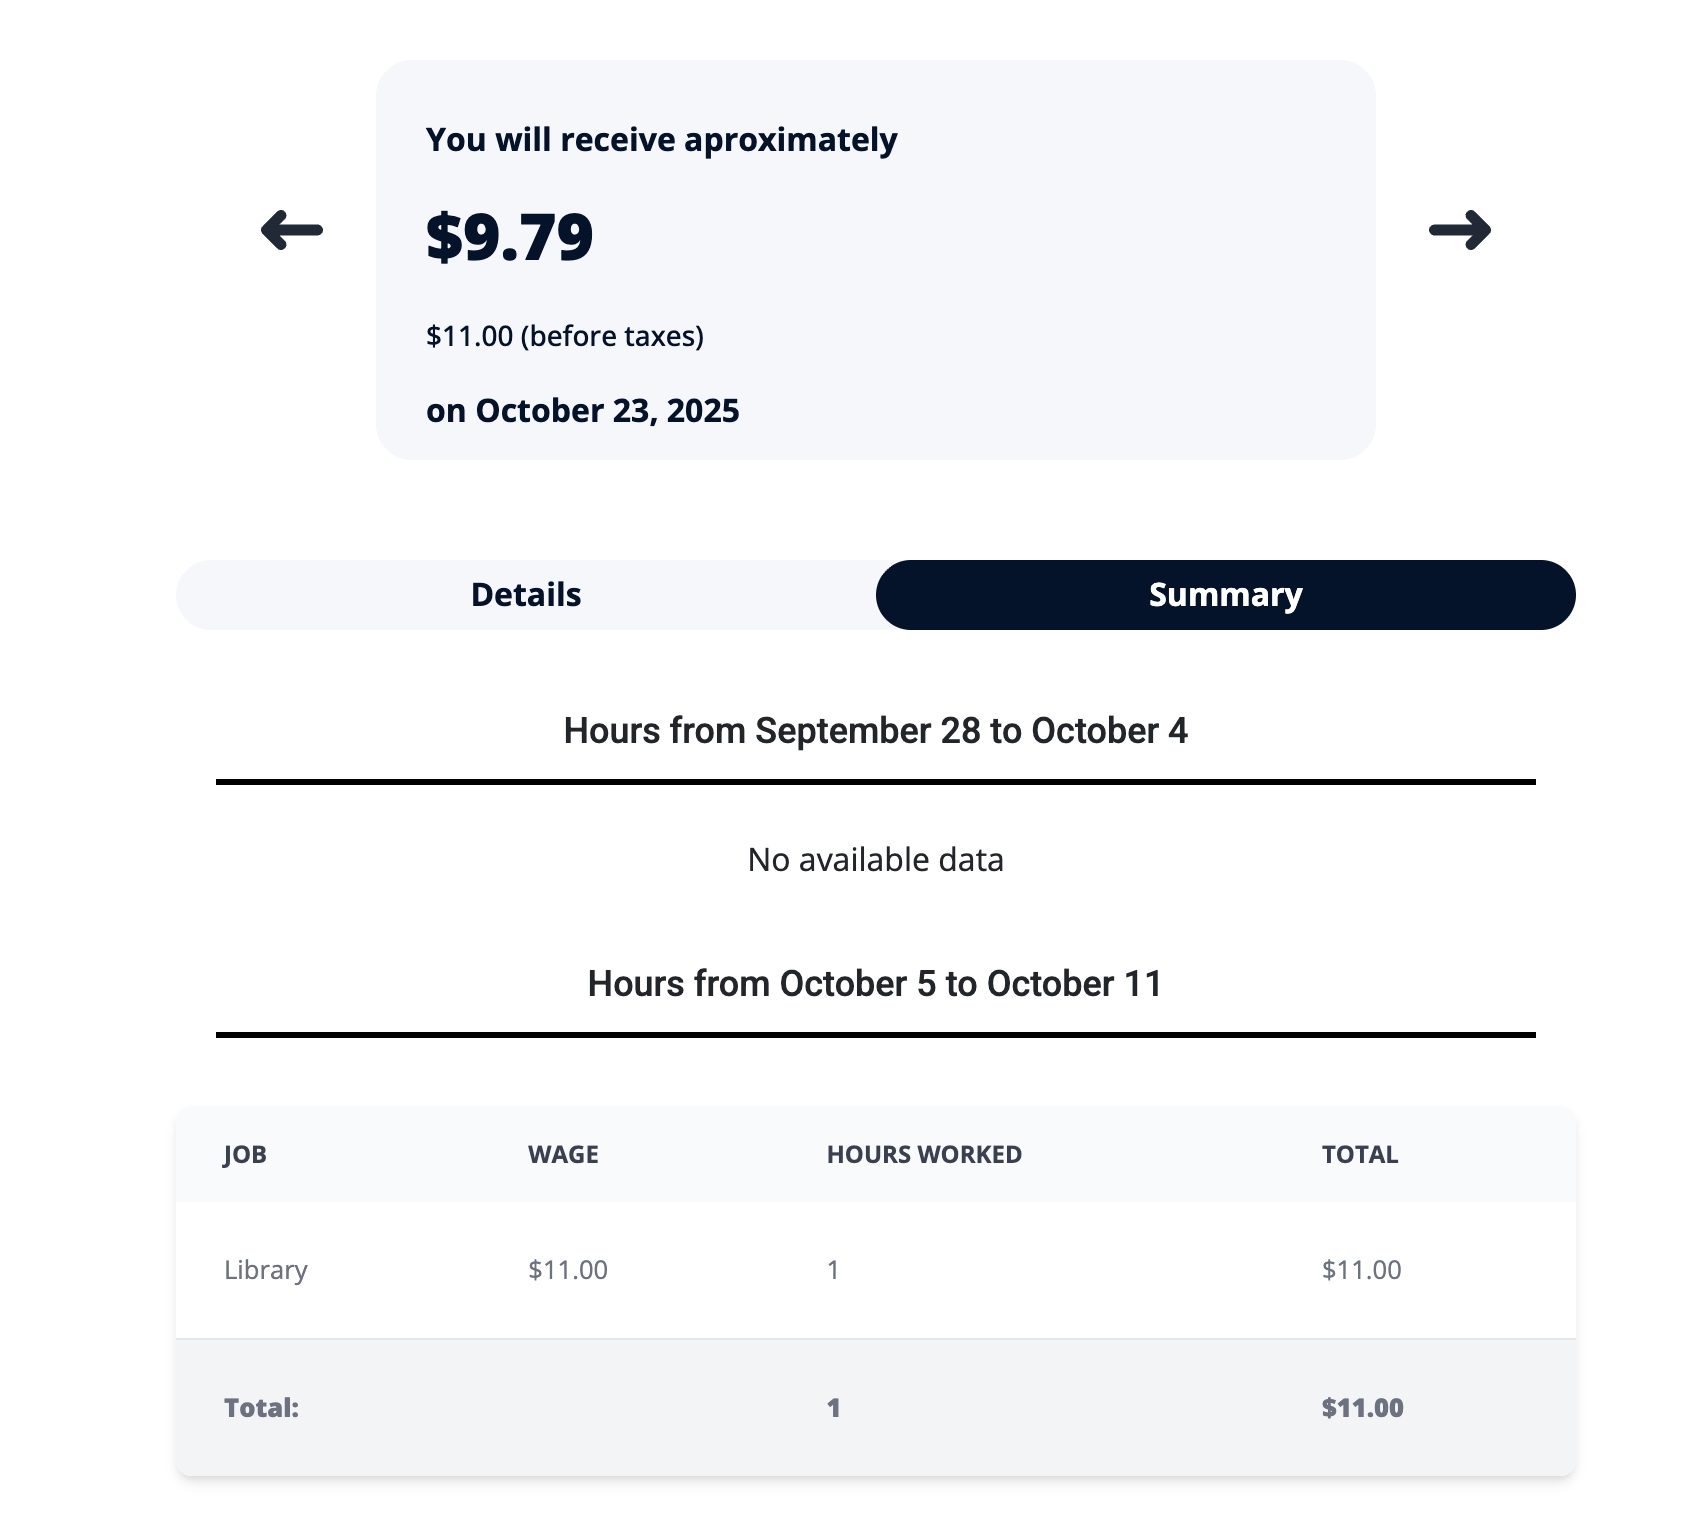 You will receive aproximately
$9.79
$11.00 (before taxes)
on October 23, 2025
Details Summary
Hours from September 28 to October 4
No available data
Hours from October 5 to October 11
JOB WAGE HOURS WORKED TOTAL
Library $11.00 1 $11.00
Total: 1 $11.00